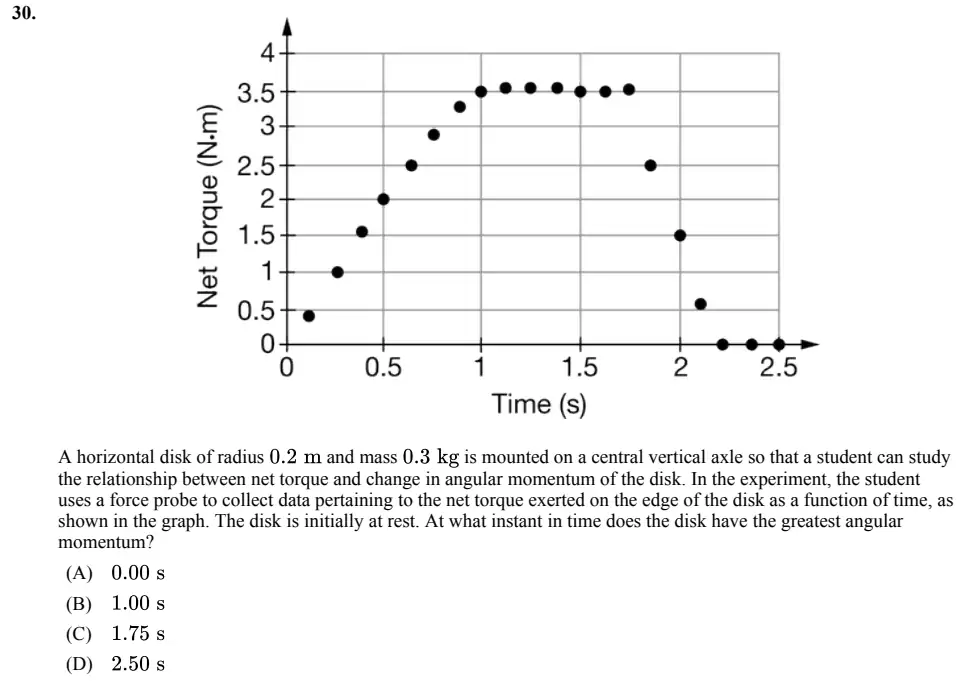 30.
4
3.5
3
2.5
2
1.5
1
0.5
0
Net Torque (N•m)
0 0.5 1 1.5 2 2.5
Time (s)
A horizontal disk of radius 0.2 m and mass 0.3 kg is mounted on a central vertical axle so that a student can study
the relationship between net torque and change in angular momentum of the disk. In the experiment, the student
uses a force probe to collect data pertaining to the net torque exerted on the edge of the disk as a function of time, as
shown in the graph. The disk is initially at rest. At what instant in time does the disk have the greatest angular
momentum?
(A) 0.00 s
(B) 1.00 s
(C) 1.75 s
(D) 2.50 s